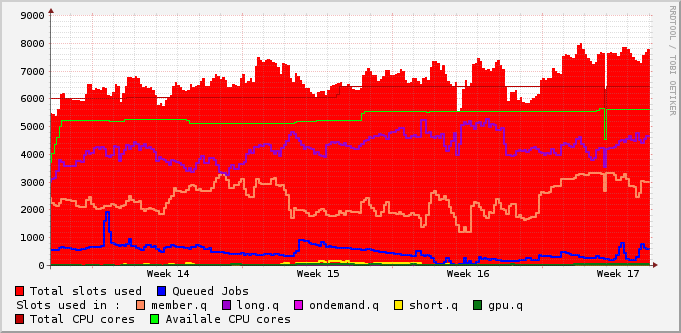 9000
8000
7000
6000
5000
4000
3000
2000
1000
0
Week 14 Week 15 Week 16 Week 17
RRDTOOL / TOBI OETIKER
Total slots used Queued Jobs
Slots used in : member.q long.q ondemand.q short.q gpu.q
Total CPU cores Availale CPU cores